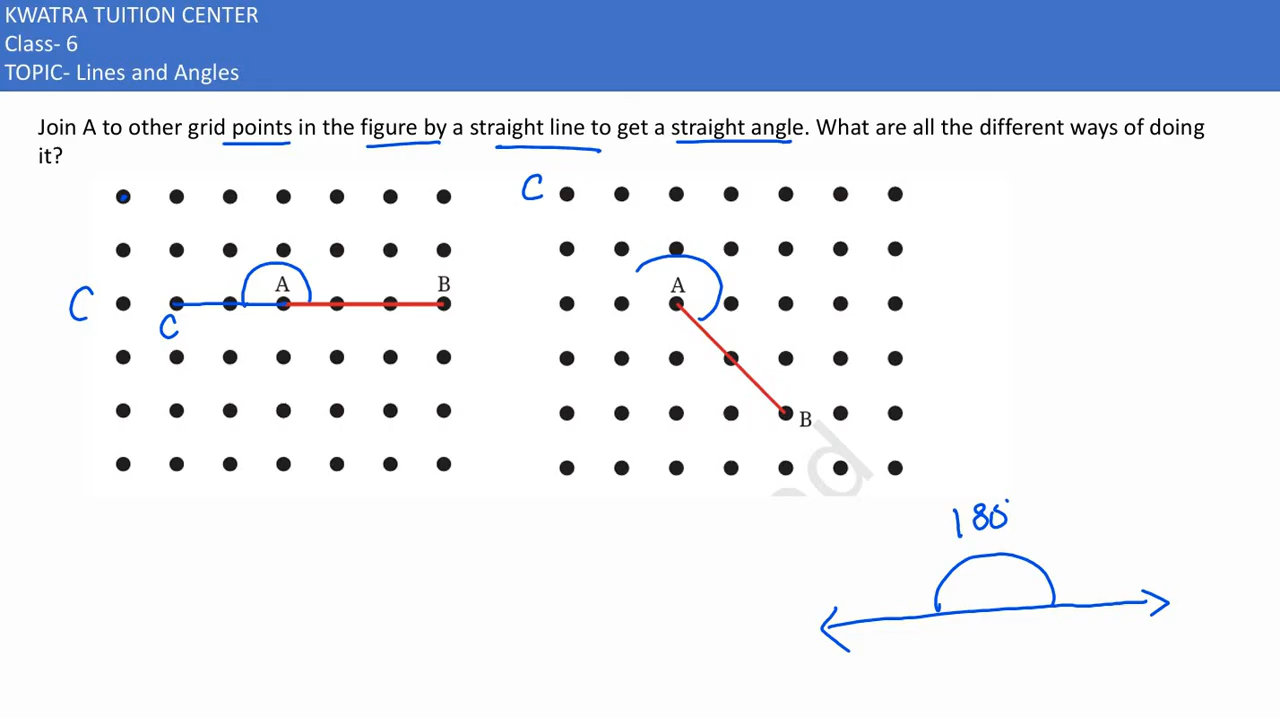 KWATRA TUITION CENTER
Class- 6
TOPIC- Lines and Angles
Join A to other grid points in the figure by a straight line to get a straight angle. What are all the different ways of doing
it?
C
A
B
C
C
C
A
B
180°